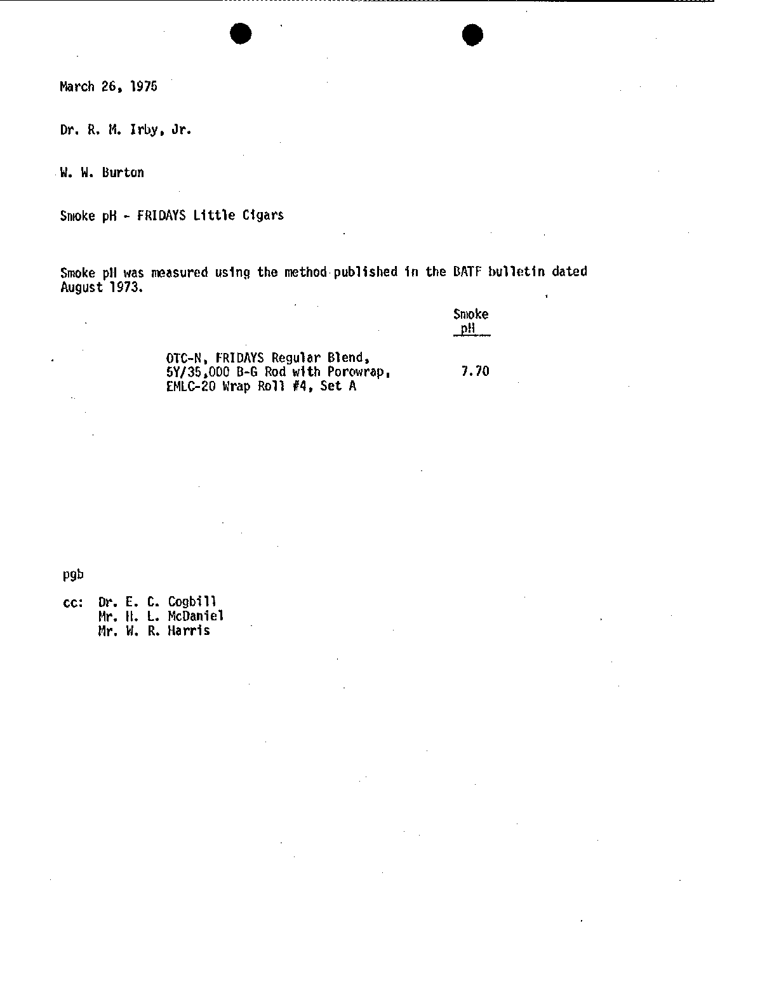 March 26, 1975
Dr. R. M. Irby, Jr.
W. W. Burton
Smoke pH - FRIDAYS Little Cigars
Smoke pH was measured using the method published in the BATF bulletin dated
August 1973.
Smoke
pH
OTC-N, FRIDAYS Regular Blend,
5Y/35,000 B-G Rod with Porowrap, 7.70
EMLC-20 Wrap Roll #4, Set A
pgb
cc: Dr. E. C. Cogbill
Mr. H. L. McDaniel
Mr. W. R. Harris